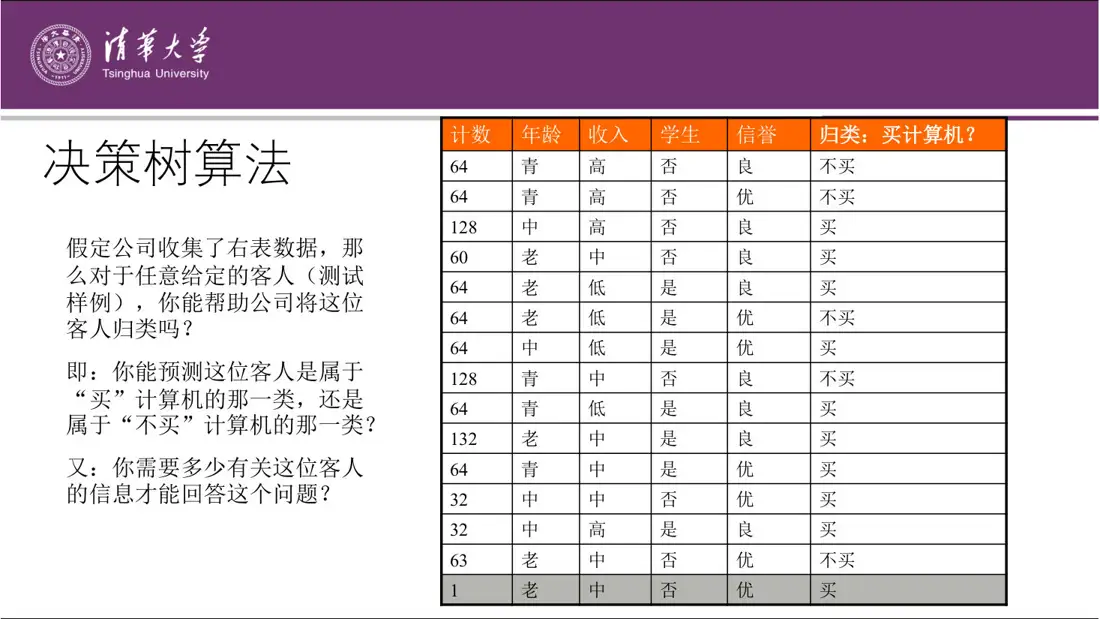 清华大学
Tsinghua University
决策树算法
假定公司收集了右表数据，那
么对于任意给定的客人（测试
样例），你能帮助公司将这位
客人归类吗？
即：你能预测这位客人是属于
“买”计算机的那一类，还是
属于“不买”计算机的那一类？
又：你需要多少有关这位客人
的信息才能回答这个问题？
计数 年龄 收入 学生 信誉 归类：买计算机？
64 青 高 否 良 不买
64 青 高 否 优 不买
128 中 高 否 良 买
60 老 中 否 良 买
64 老 低 是 良 买
64 老 低 是 优 不买
64 中 低 是 优 买
128 青 中 否 良 不买
64 青 低 是 良 买
132 老 中 是 良 买
64 青 中 是 优 买
32 中 中 否 优 买
32 中 高 是 良 买
63 老 中 否 优 不买
1 老 中 否 优 买